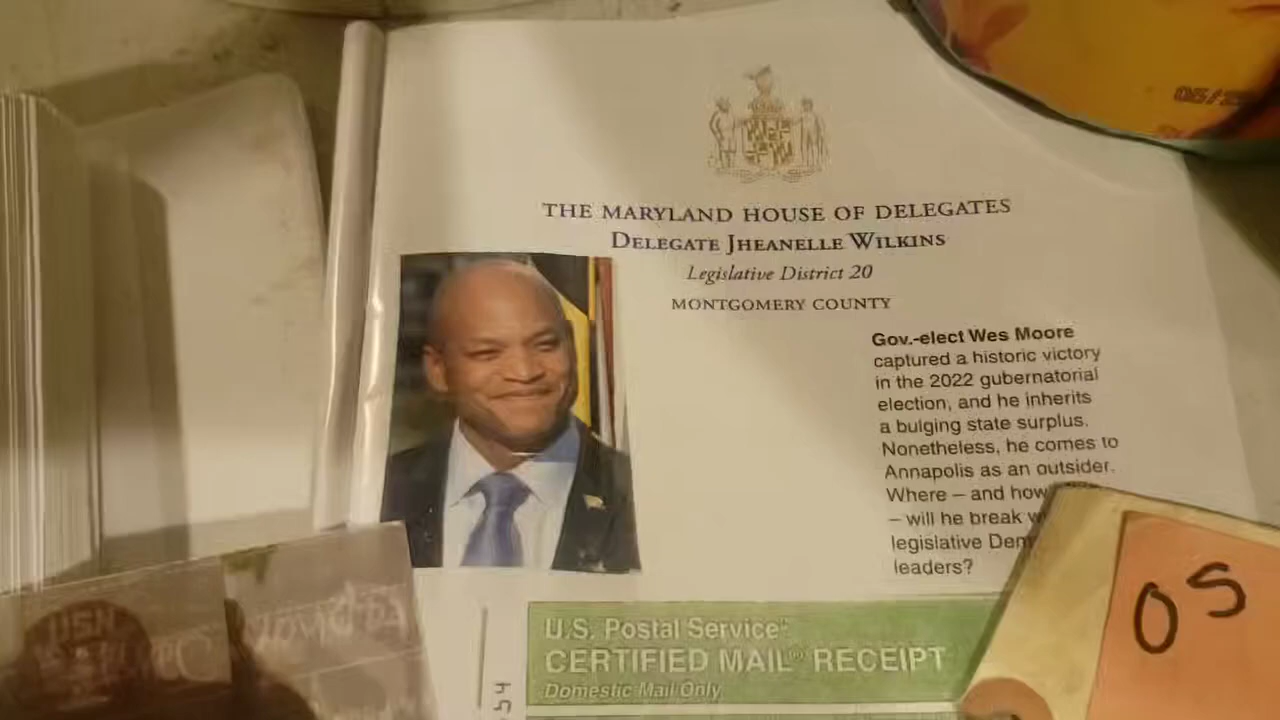 THE MARYLAND HOUSE OF DELEGATES
DELEGATE JHEANELLE WILKINS
Legislative District 20
MONTGOMERY COUNTY
Gov.-elect Wes Moore
captured a historic victory
in the 2022 gubernatorial
election, and he inherits
a bulging state surplus.
Nonetheless, he comes to
Annapolis as an outsider.
Where – and how
– will he break
legislative
leaders?
U.S. Postal Service
CERTIFIED MAIL RECEIPT
Domestic Mail Only
54
OS